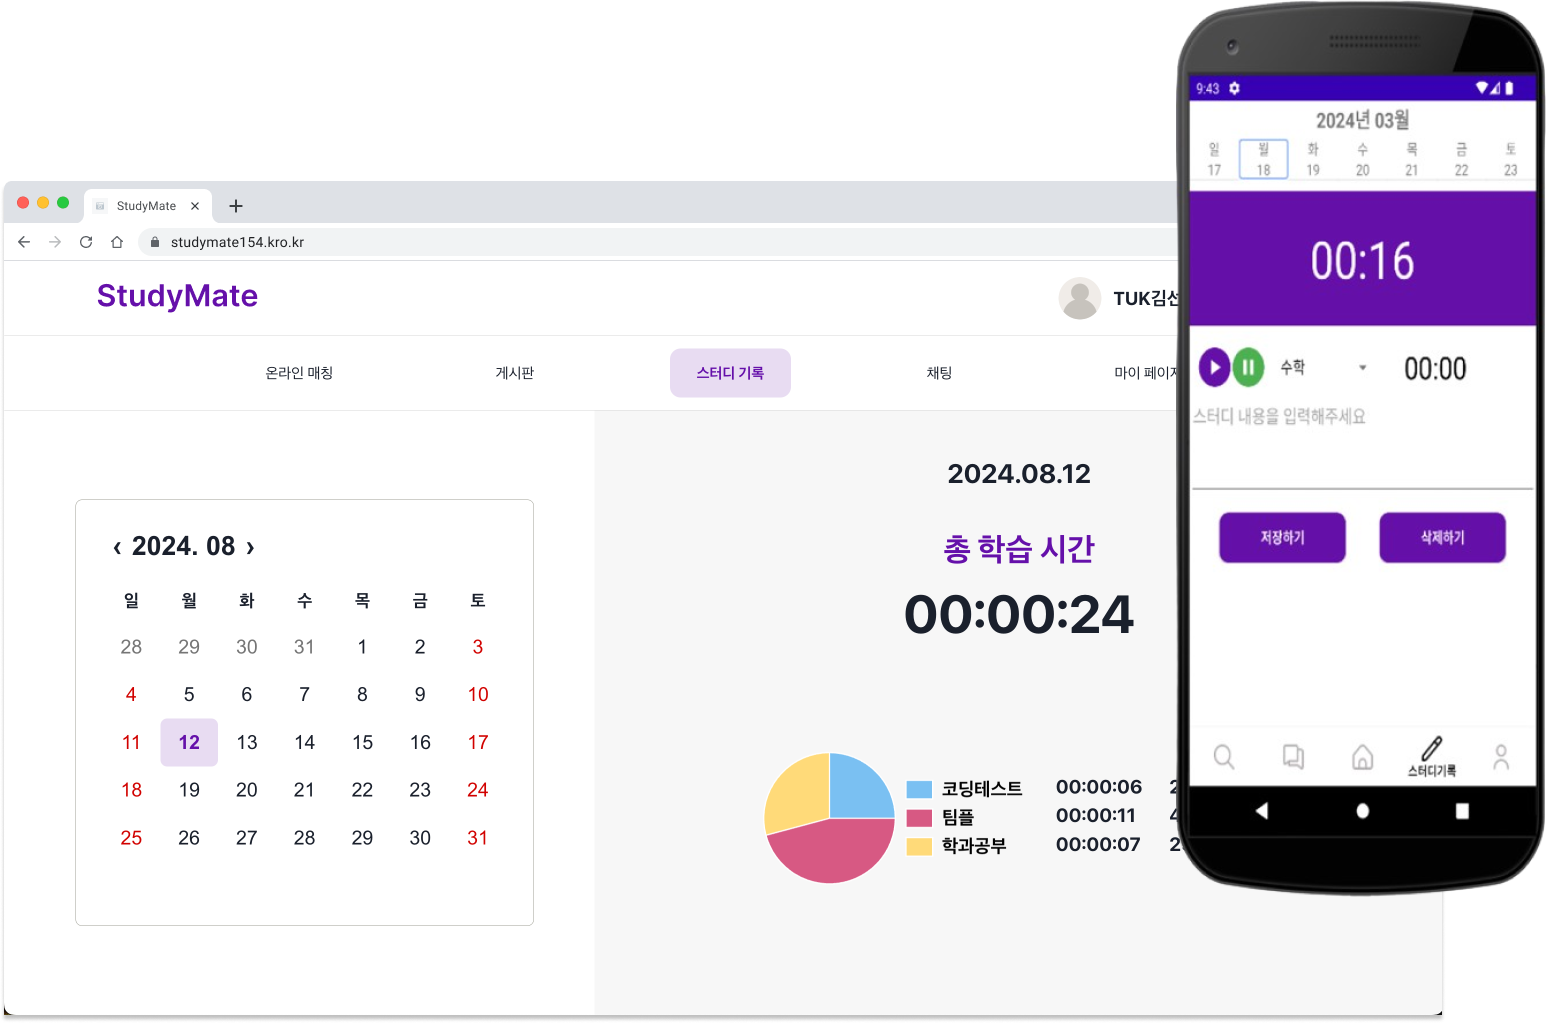 StudyMate
studymate154.kro.kr
StudyMate
TUK김선
온라인 매칭
게시판
스터디 기록
채팅
마이 페이지
‹ 2024. 08 ›
일 월 화 수 목 금 토
28 29 30 31 1 2 3
4 5 6 7 8 9 10
11 12 13 14 15 16 17
18 19 20 21 22 23 24
25 26 27 28 29 30 31
2024.08.12
총 학습 시간
00:00:24
코딩테스트 00:00:06 2
팀플 00:00:11 4
학과공부 00:00:07 2
9:43
2024년 03월
일 월 화 수 목 금 토
17 18 19 20 21 22 23
00:16
수학 00:00
스터디 내용을 입력해주세요
저장하기 삭제하기
스터디기록